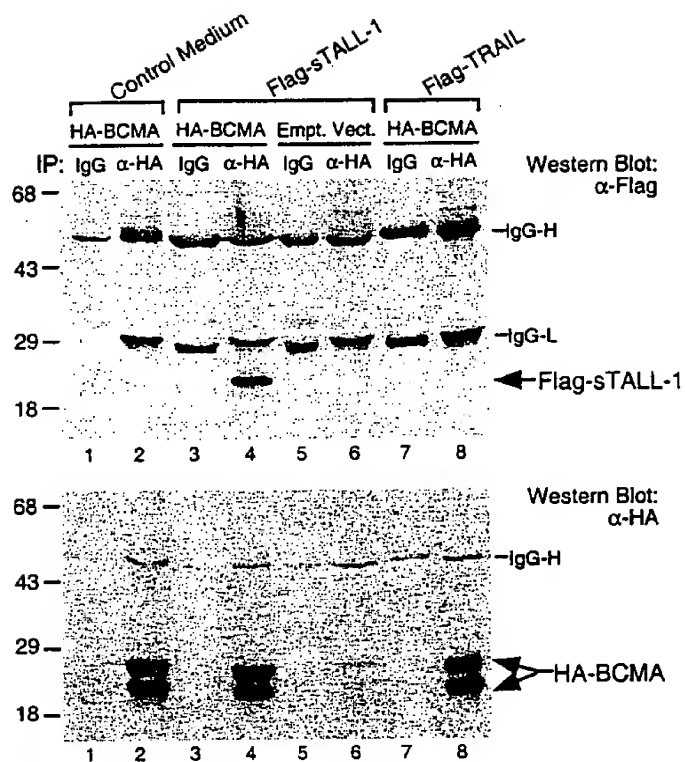 Control Medium
Flag-sTALL-1
Flag-TRAIL
HA-BCMA HA-BCMA Empt. Vect. HA-BCMA
IP: IgG α-HA IgG α-HA IgG α-HA IgG α-HA
Western Blot:
α-Flag
68
IgG-H
43
29
IgG-L
Flag-sTALL-1
18
1 2 3 4 5 6 7 8
Western Blot:
α-HA
68
IgG-H
43
29
HA-BCMA
18
1 2 3 4 5 6 7 8